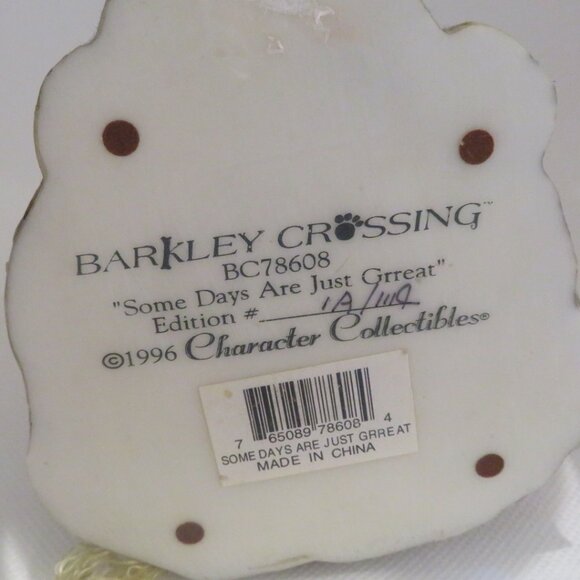 BARKLEY CROSSING™
BC78608
"Some Days Are Just Grreat"
Edition # 1A/
©1996 Character Collectibles®
7 65089 78608 4
SOME DAYS ARE JUST GRREAT
MADE IN CHINA